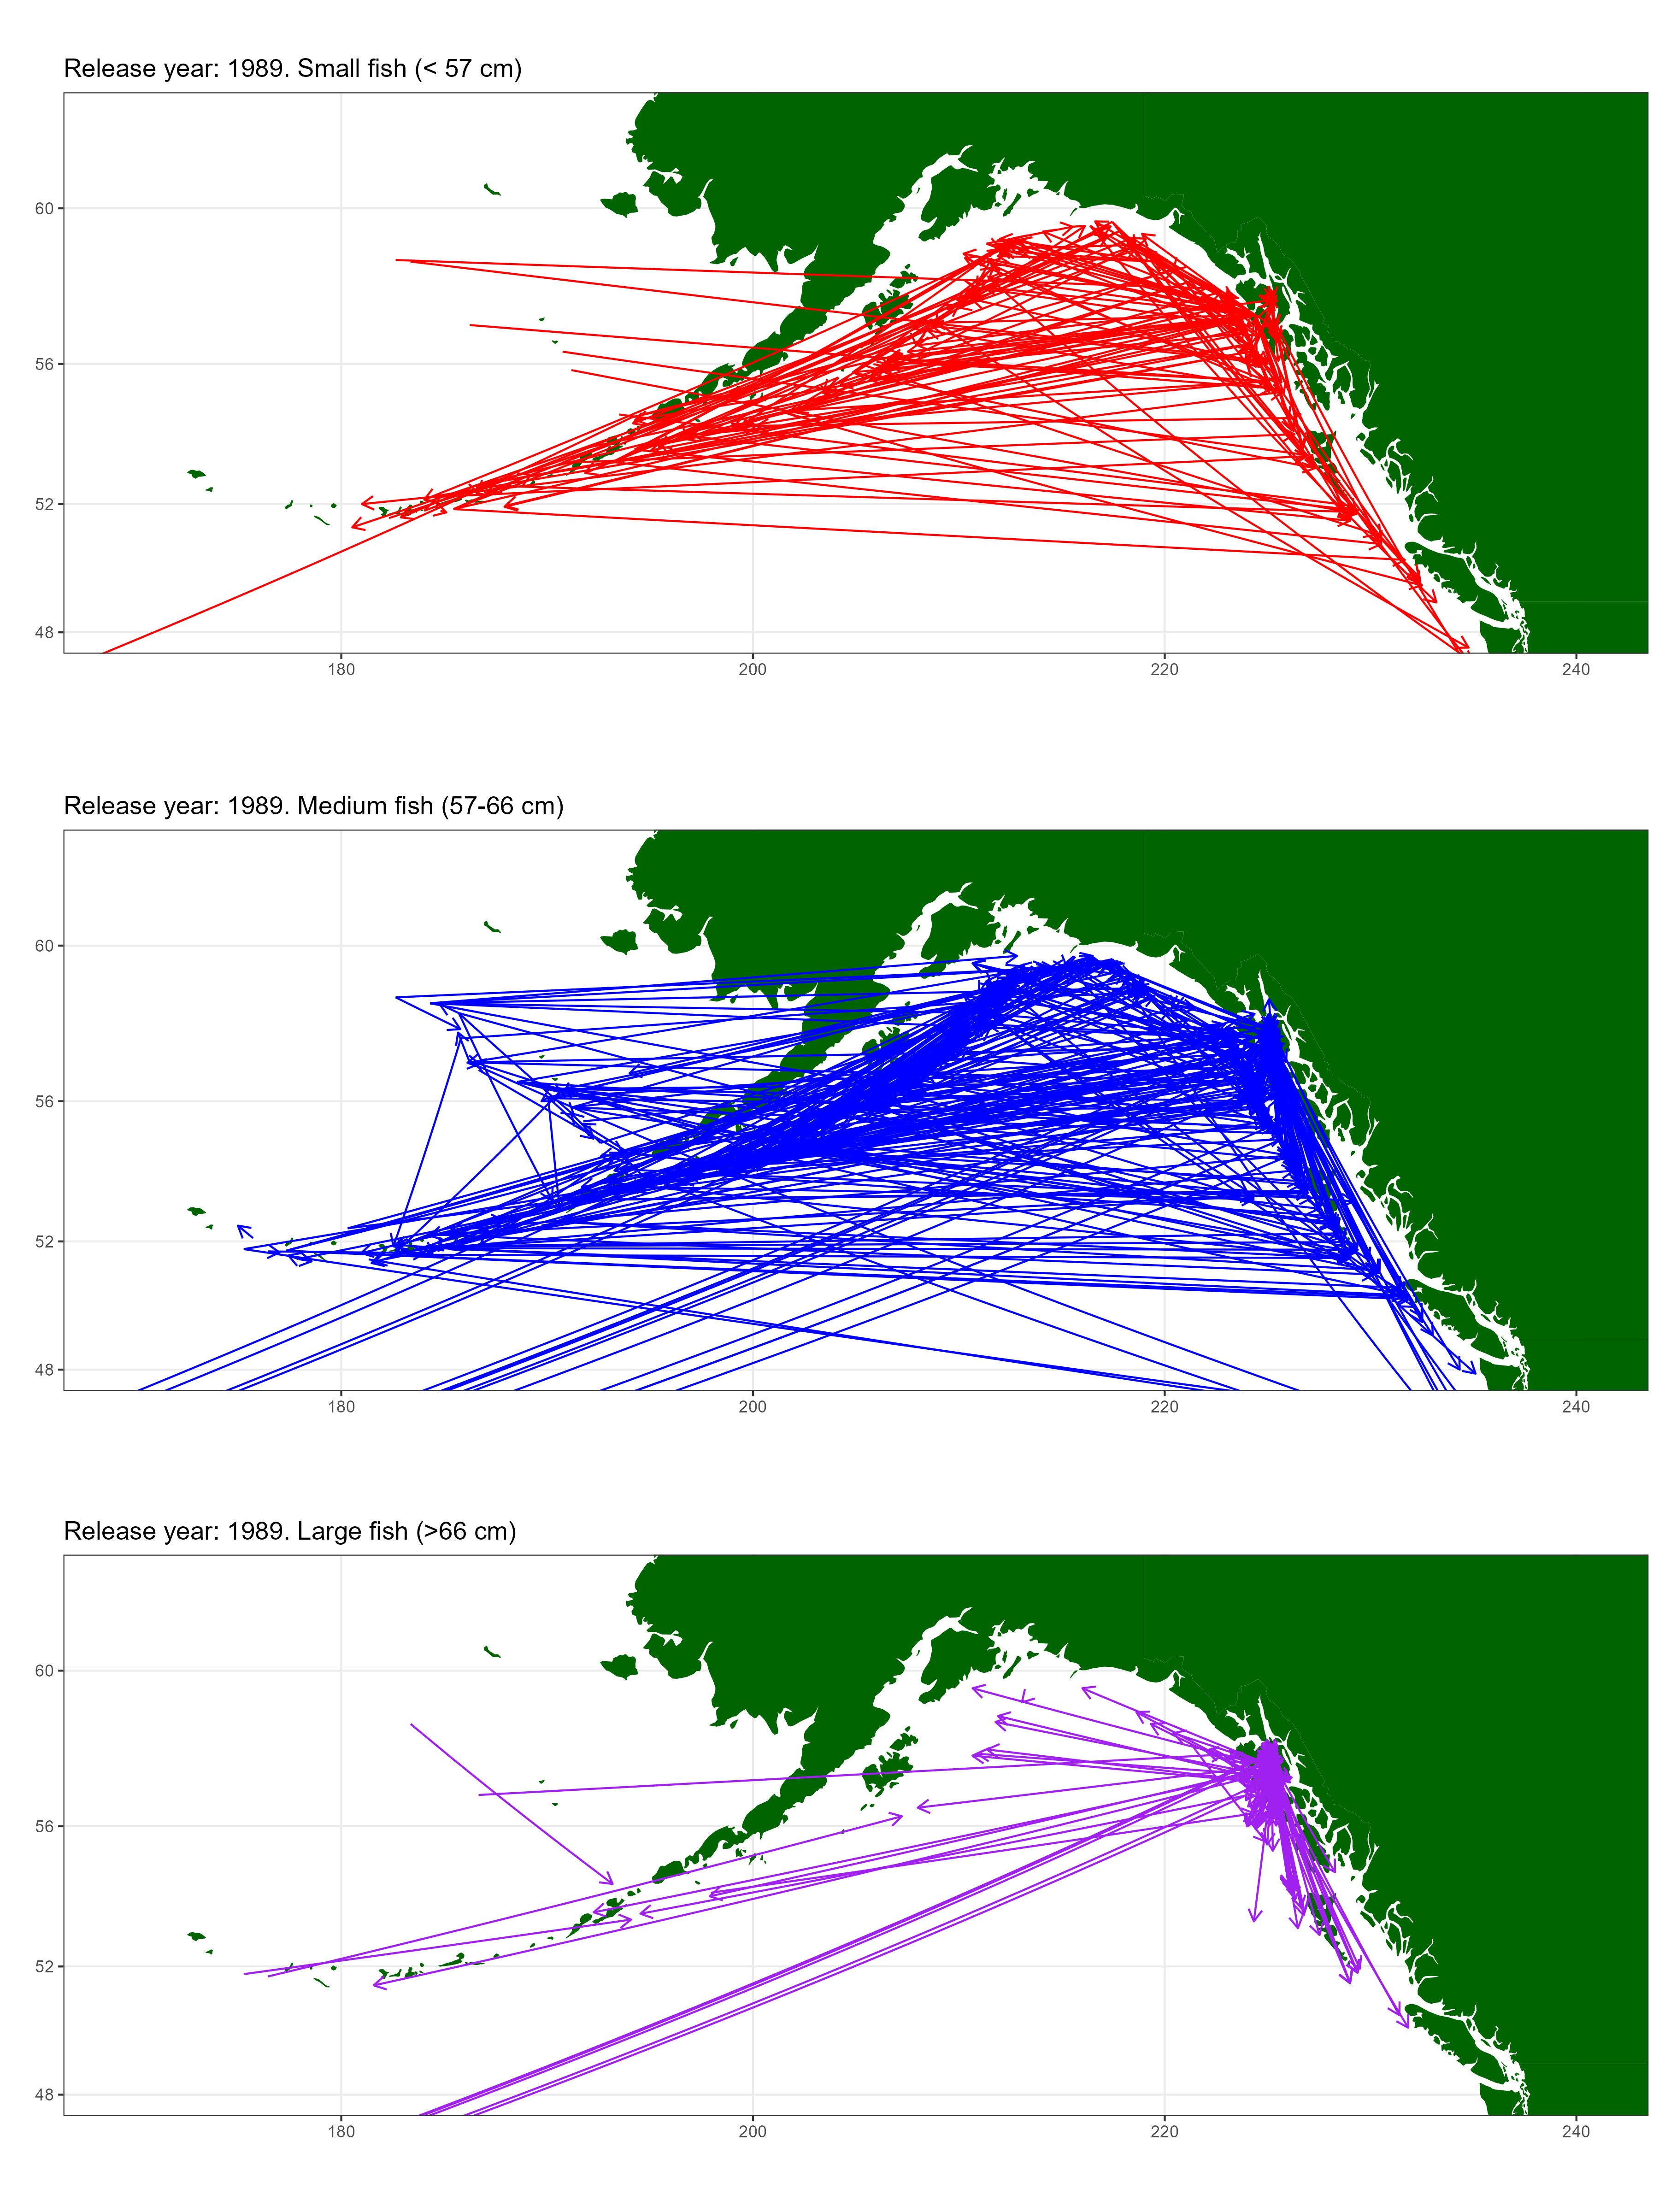 Release year: 1989. Small fish (< 57 cm)
60
56
52
48
180 200 220 240
Release year: 1989. Medium fish (57-66 cm)
60
56
52
48
180 200 220 240
Release year: 1989. Large fish (>66 cm)
60
56
52
48
180 200 220 240